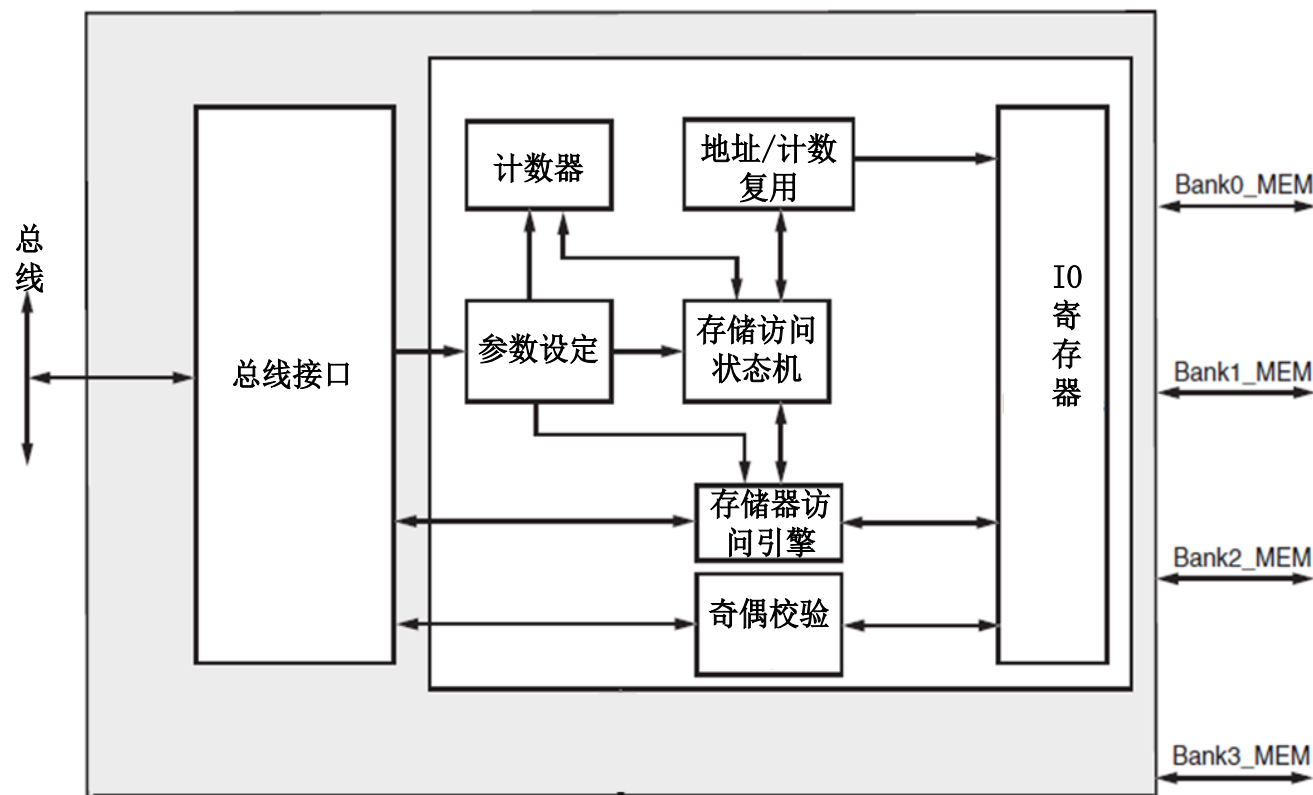 总
线
总线接口
计数器
地址/计数
复用
参数设定
存储访问
状态机
存储器访
问引擎
奇偶校验
IO
寄
存
器
Bank0_MEM
Bank1_MEM
Bank2_MEM
Bank3_MEM